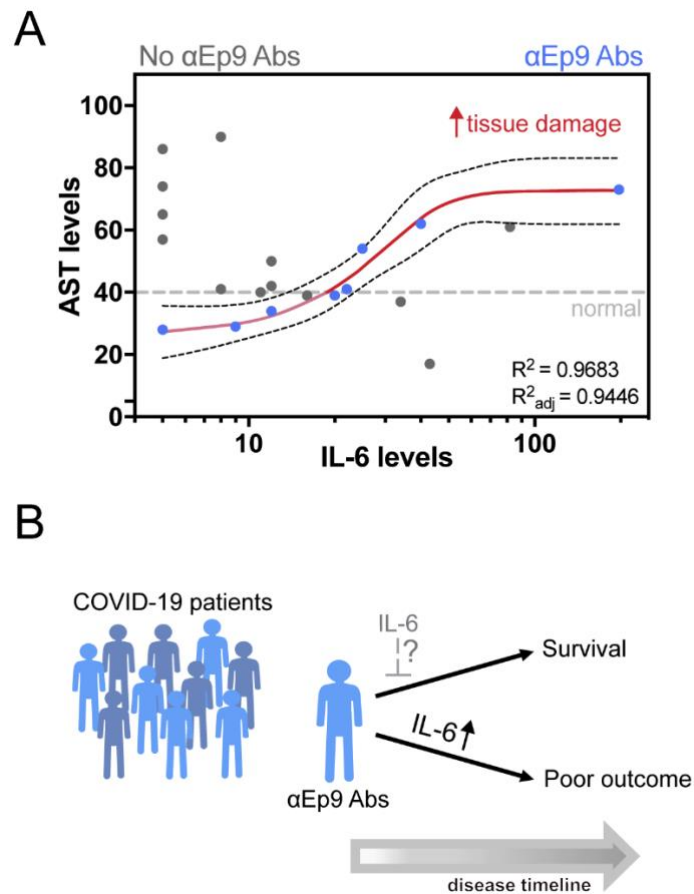 A
No αEp9 Abs
αEp9 Abs
100
80
60
40
20
0
AST levels
↑tissue damage
normal
R² = 0.9683
R²adj = 0.9446
10
100
IL-6 levels
B
COVID-19 patients
αEp9 Abs
IL-6
?
IL-6↑
Survival
Poor outcome
disease timeline